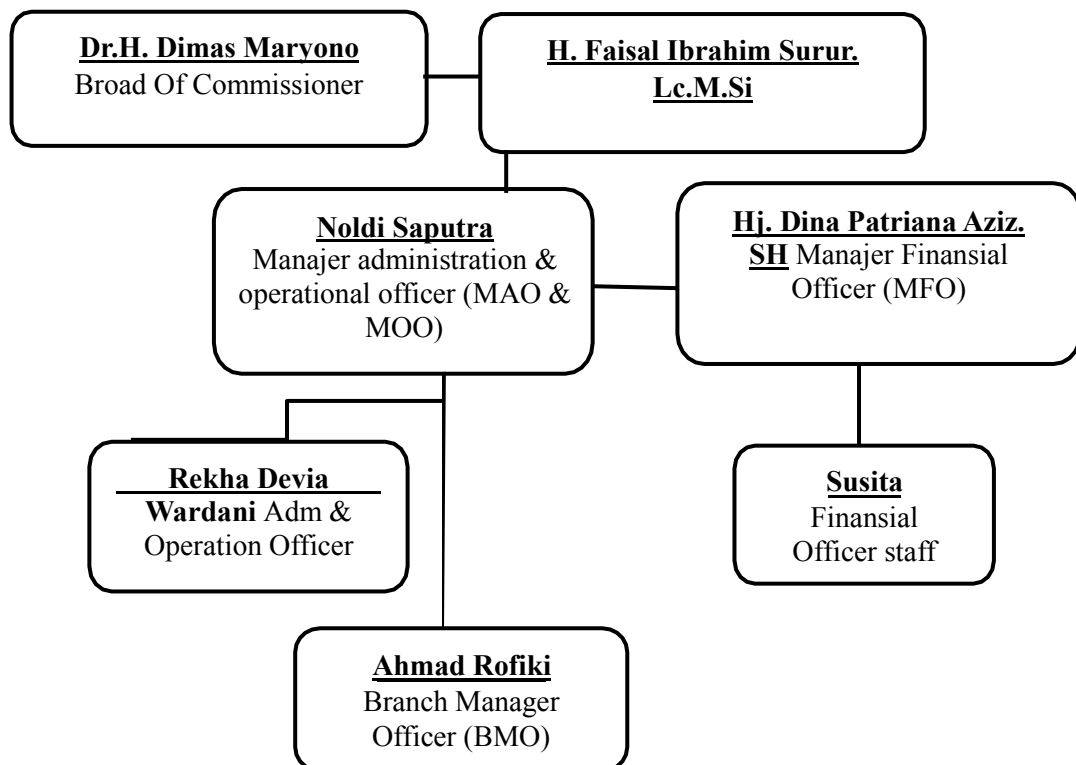 Dr.H. Dimas Maryono
Broad Of Commissioner
H. Faisal Ibrahim Surur.
Lc.M.Si
Noldi Saputra
Manajer administration &
operational officer (MAO &
MOO)
Hj. Dina Patriana Aziz.
SH Manajer Finansial
Officer (MFO)
Rekha Devia
Wardani Adm &
Operation Officer
Susita
Finansial
Officer staff
Ahmad Rofiki
Branch Manager
Officer (BMO)